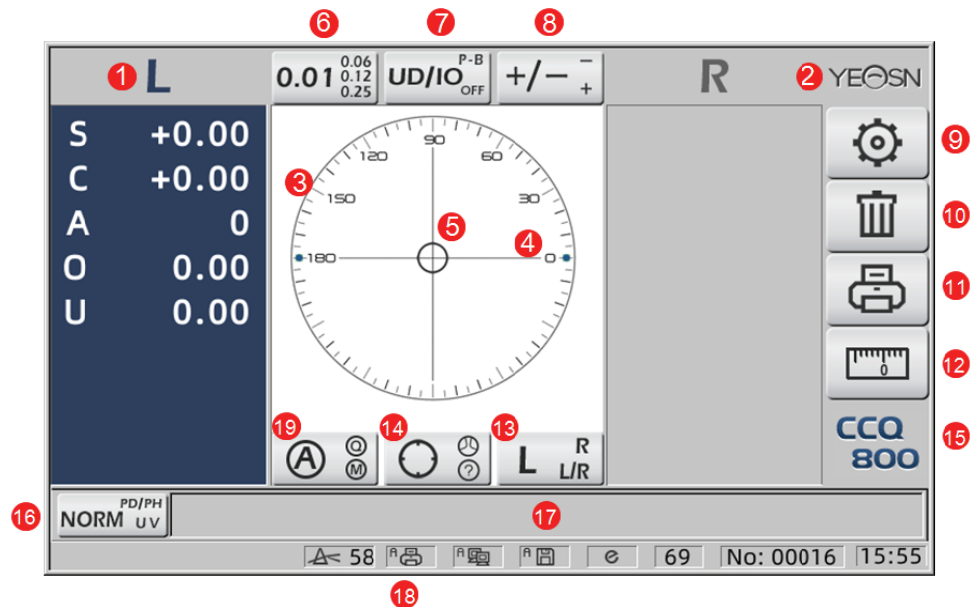 6 7 8
1 L
0.01 0.06
0.12
0.25
UD/IO P-B
OFF
+/− −
+
R
2 YEOSN
S +0.00
C +0.00
A 0
O 0.00
U 0.00
90
120 60
3
150 30
5 4
180 0
9
10
11
0
12
19 14 13
A Q
M
?
L R
L/R
CCQ
800
15
16 NORM PD/PH
UV
17
58 A A A e 69 No: 00016 15:55
18